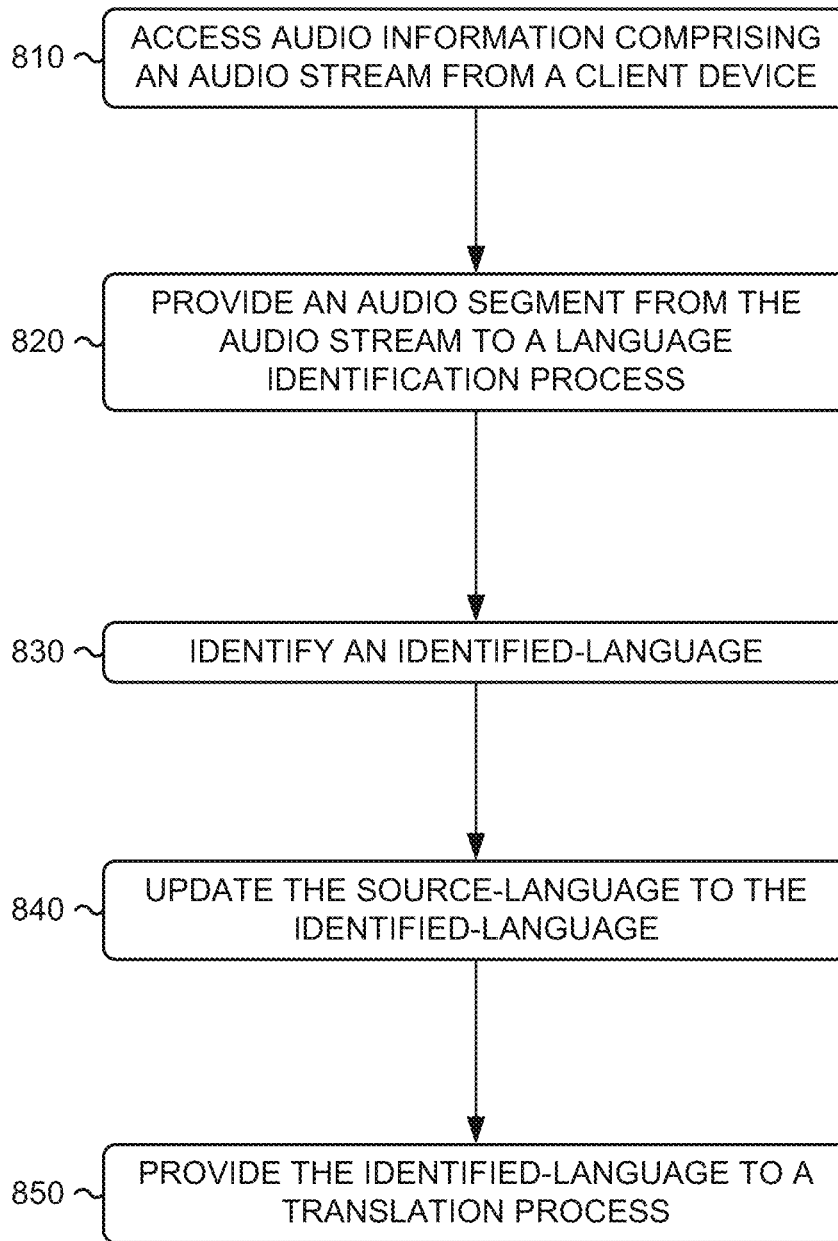 810
ACCESS AUDIO INFORMATION COMPRISING
AN AUDIO STREAM FROM A CLIENT DEVICE
820
PROVIDE AN AUDIO SEGMENT FROM THE
AUDIO STREAM TO A LANGUAGE
IDENTIFICATION PROCESS
830
IDENTIFY AN IDENTIFIED-LANGUAGE
840
UPDATE THE SOURCE-LANGUAGE TO THE
IDENTIFIED-LANGUAGE
850
PROVIDE THE IDENTIFIED-LANGUAGE TO A
TRANSLATION PROCESS